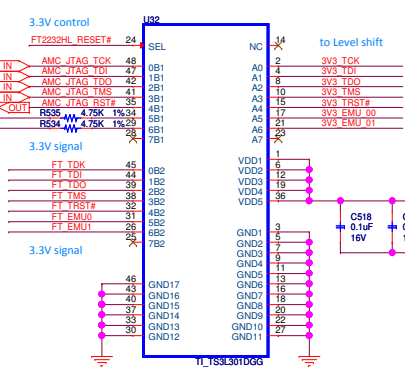 3.3V control
U32
FT2232HL_RESET# 24 SEL NC 14
to Level shift
IN AMC_JTAG_TCK 48 0B1 A0 2 3V3_TCK
IN AMC_JTAG_TDI 47 1B1 A1 4 3V3_TDI
IN AMC_JTAG_TDO 42 2B1 A2 8 3V3_TDO
IN AMC_JTAG_TMS 41 3B1 A3 10 3V3_TMS
OUT AMC_JTAG_RST# 35 4B1 A4 15 3V3_TRST#
R535 4.75K 1% 34 5B1 A5 17 3V3_EMU_00
R534 4.75K 1% 29 6B1 A6 21 3V3_EMU_01
28 7B1 A7 23
3.3V signal
VDD1 1
FT_TDK 45 0B2 VDD2 6
FT_TDI 44 1B2 VDD3 12
FT_TDO 39 2B2 VDD4 19
FT_TMS 38 3B2 VDD5 36
FT_TRST# 32 4B2
FT_EMU0 31 5B2
FT_EMU1 26 6B2 GND1 3
25 7B2 GND2 5
C518
0.1uF
16V
3.3V signal
GND3 7
GND4 9
GND5 11
46 GND17 GND6 13
43 GND16 GND7 16
40 GND15 GND8 18
37 GND14 GND9 20
33 GND13 GND10 22
30 GND12 GND11 27
TI_TS3L301DGG